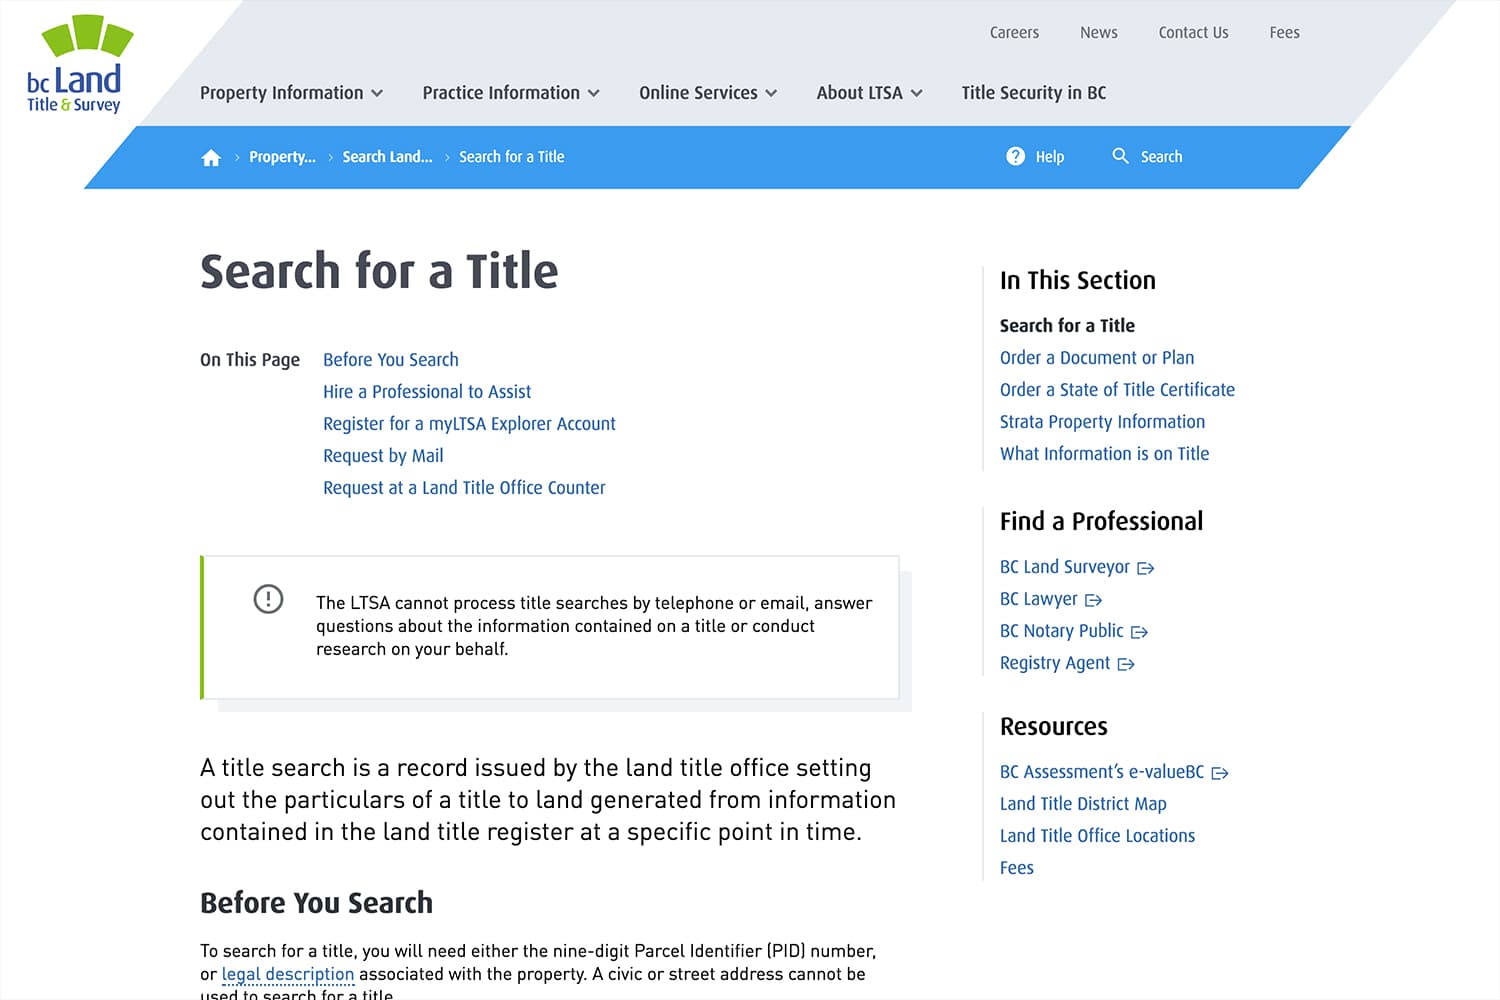 bc Land
Title & Survey
Careers News Contact Us Fees
Property Information Practice Information Online Services About LTSA Title Security in BC
Property... Search Land... Search for a Title
Help Search
Search for a Title
On This Page
Before You Search
Hire a Professional to Assist
Register for a myLTSA Explorer Account
Request by Mail
Request at a Land Title Office Counter
The LTSA cannot process title searches by telephone or email, answer
questions about the information contained on a title or conduct
research on your behalf.
A title search is a record issued by the land title office setting
out the particulars of a title to land generated from information
contained in the land title register at a specific point in time.
Before You Search
To search for a title, you will need either the nine-digit Parcel Identifier (PID) number,
or legal description associated with the property. A civic or street address cannot be
used to search for a title.
In This Section
Search for a Title
Order a Document or Plan
Order a State of Title Certificate
Strata Property Information
What Information is on Title
Find a Professional
BC Land Surveyor
BC Lawyer
BC Notary Public
Registry Agent
Resources
BC Assessment's e-valueBC
Land Title District Map
Land Title Office Locations
Fees